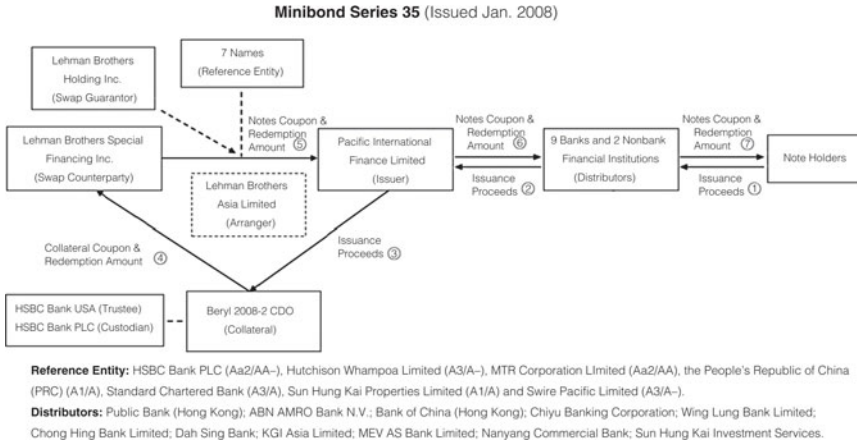 Minibond Series 35 (Issued Jan. 2008)
Lehman Brothers
Holding Inc.
(Swap Guarantor)
7 Names
(Reference Entity)
Notes Coupon &
Redemption
Amount ⑤
Notes Coupon &
Redemption
Amount ⑥
Notes Coupon &
Redemption
Amount ⑦
Lehman Brothers Special
Financing Inc.
(Swap Counterparty)
Pacific International
Finance Limited
(Issuer)
9 Banks and 2 Nonbank
Financial Institutions
(Distributors)
Note Holders
Lehman Brothers
Asia Limited
(Arranger)
Issuance
Proceeds ②
Issuance
Proceeds ①
Collateral Coupon &
Redemption Amount ④
Issuance
Proceeds ③
HSBC Bank USA (Trustee)
HSBC Bank PLC (Custodian)
Beryl 2008-2 CDO
(Collateral)
Reference Entity: HSBC Bank PLC (Aa2/AA–), Hutchison Whampoa Limited (A3/A–), MTR Corporation LImited (Aa2/AA), the People's Republic of China
(PRC) (A1/A), Standard Chartered Bank (A3/A), Sun Hung Kai Properties Limited (A1/A) and Swire Pacific Limited (A3/A–).
Distributors: Public Bank (Hong Kong); ABN AMRO Bank N.V.; Bank of China (Hong Kong); Chiyu Banking Corporation; Wing Lung Bank Limited;
Chong Hing Bank Limited; Dah Sing Bank; KGI Asia Limited; MEV AS Bank Limited; Nanyang Commercial Bank; Sun Hung Kai Investment Services.